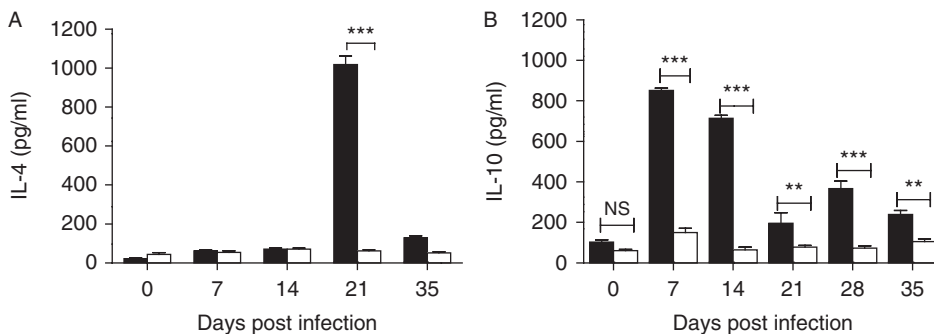 A
IL-4 (pg/ml)
1200
1000
800
600
400
200
0
***
0 7 14 21 35
Days post infection
B
IL-10 (pg/ml)
1200
1000
800
600
400
200
0
NS
***
***
**
***
**
0 7 14 21 28 35
Days post infection